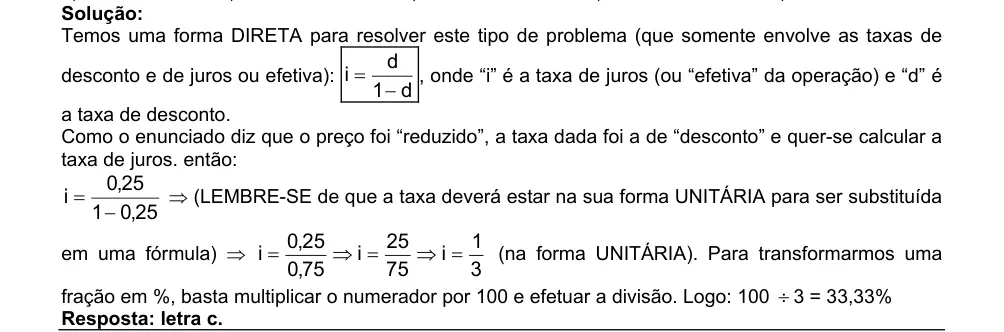 Solução:
Temos uma forma DIRETA para resolver este tipo de problema (que somente envolve as taxas de
desconto e de juros ou efetiva): i = d / (1 − d), onde “i” é a taxa de juros (ou “efetiva” da operação) e “d” é
a taxa de desconto.
Como o enunciado diz que o preço foi “reduzido”, a taxa dada foi a de “desconto” e quer-se calcular a
taxa de juros. então:
i = 0,25 / (1 − 0,25) ⇒ (LEMBRE-SE de que a taxa deverá estar na sua forma UNITÁRIA para ser substituída
em uma fórmula) ⇒ i = 0,25 / 0,75 ⇒ i = 25 / 75 ⇒ i = 1 / 3 (na forma UNITÁRIA). Para transformarmos uma
fração em %, basta multiplicar o numerador por 100 e efetuar a divisão. Logo: 100 ÷ 3 = 33,33%
Resposta: letra c.